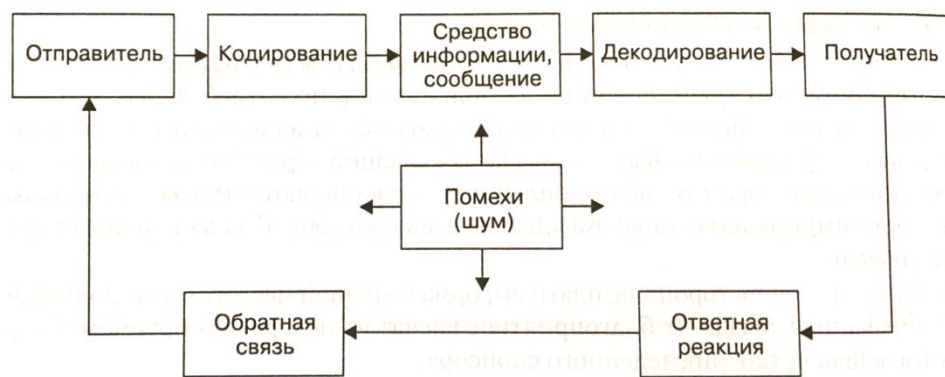 Отправитель
Кодирование
Средство
информации,
сообщение
Декодирование
Получатель
Помехи
(шум)
Обратная
связь
Ответная
реакция